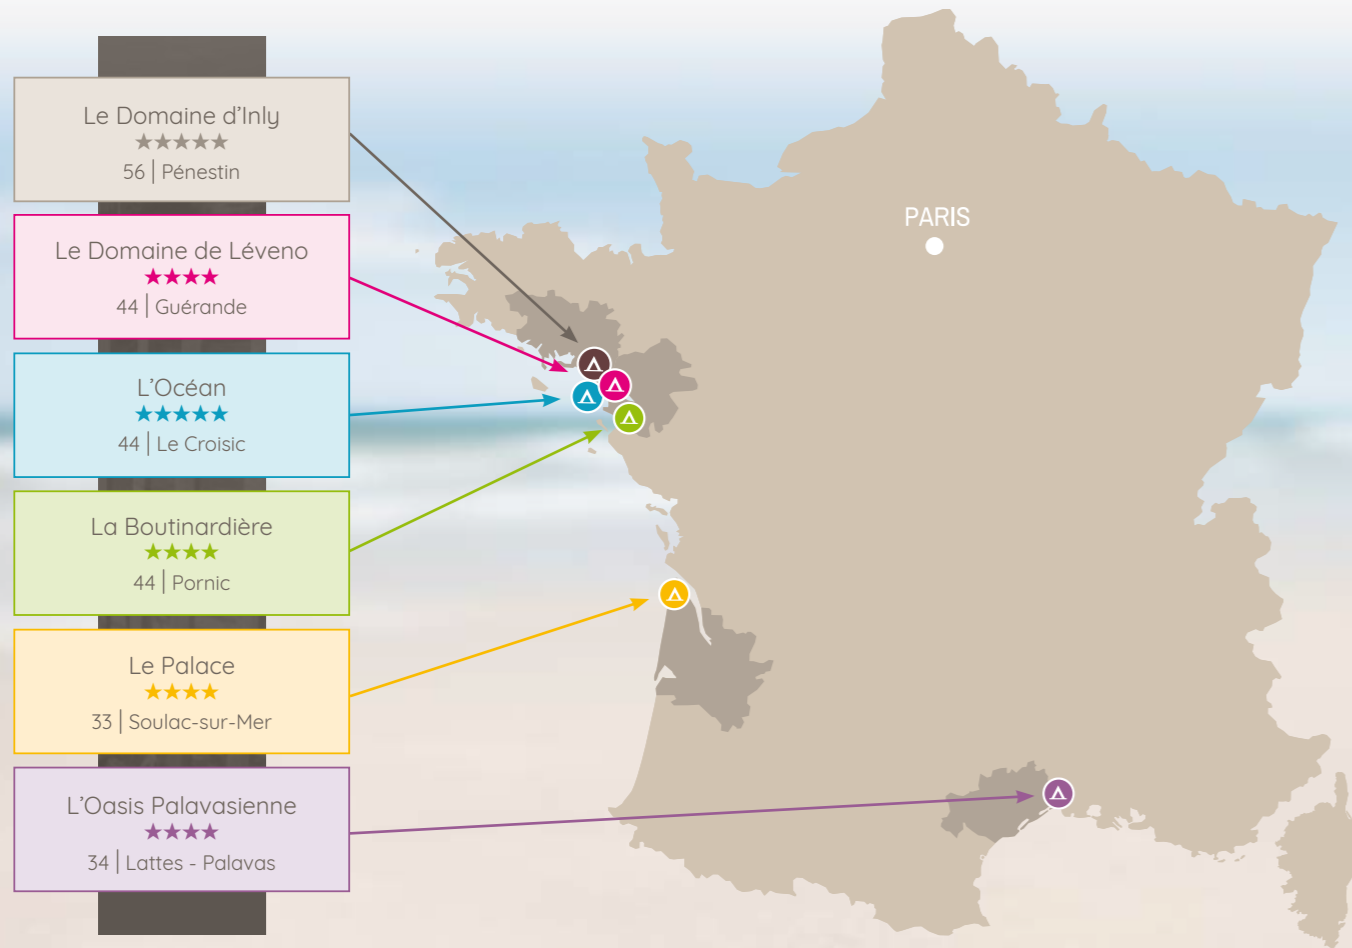 Le Domaine d'Inly
★★★★★
56 | Pénestin
Le Domaine de Léveno
★★★★
44 | Guérande
L'Océan
★★★★★
44 | Le Croisic
La Boutinardière
★★★★
44 | Pornic
Le Palace
★★★★
33 | Soulac-sur-Mer
L'Oasis Palavasienne
★★★★
34 | Lattes - Palavas
PARIS